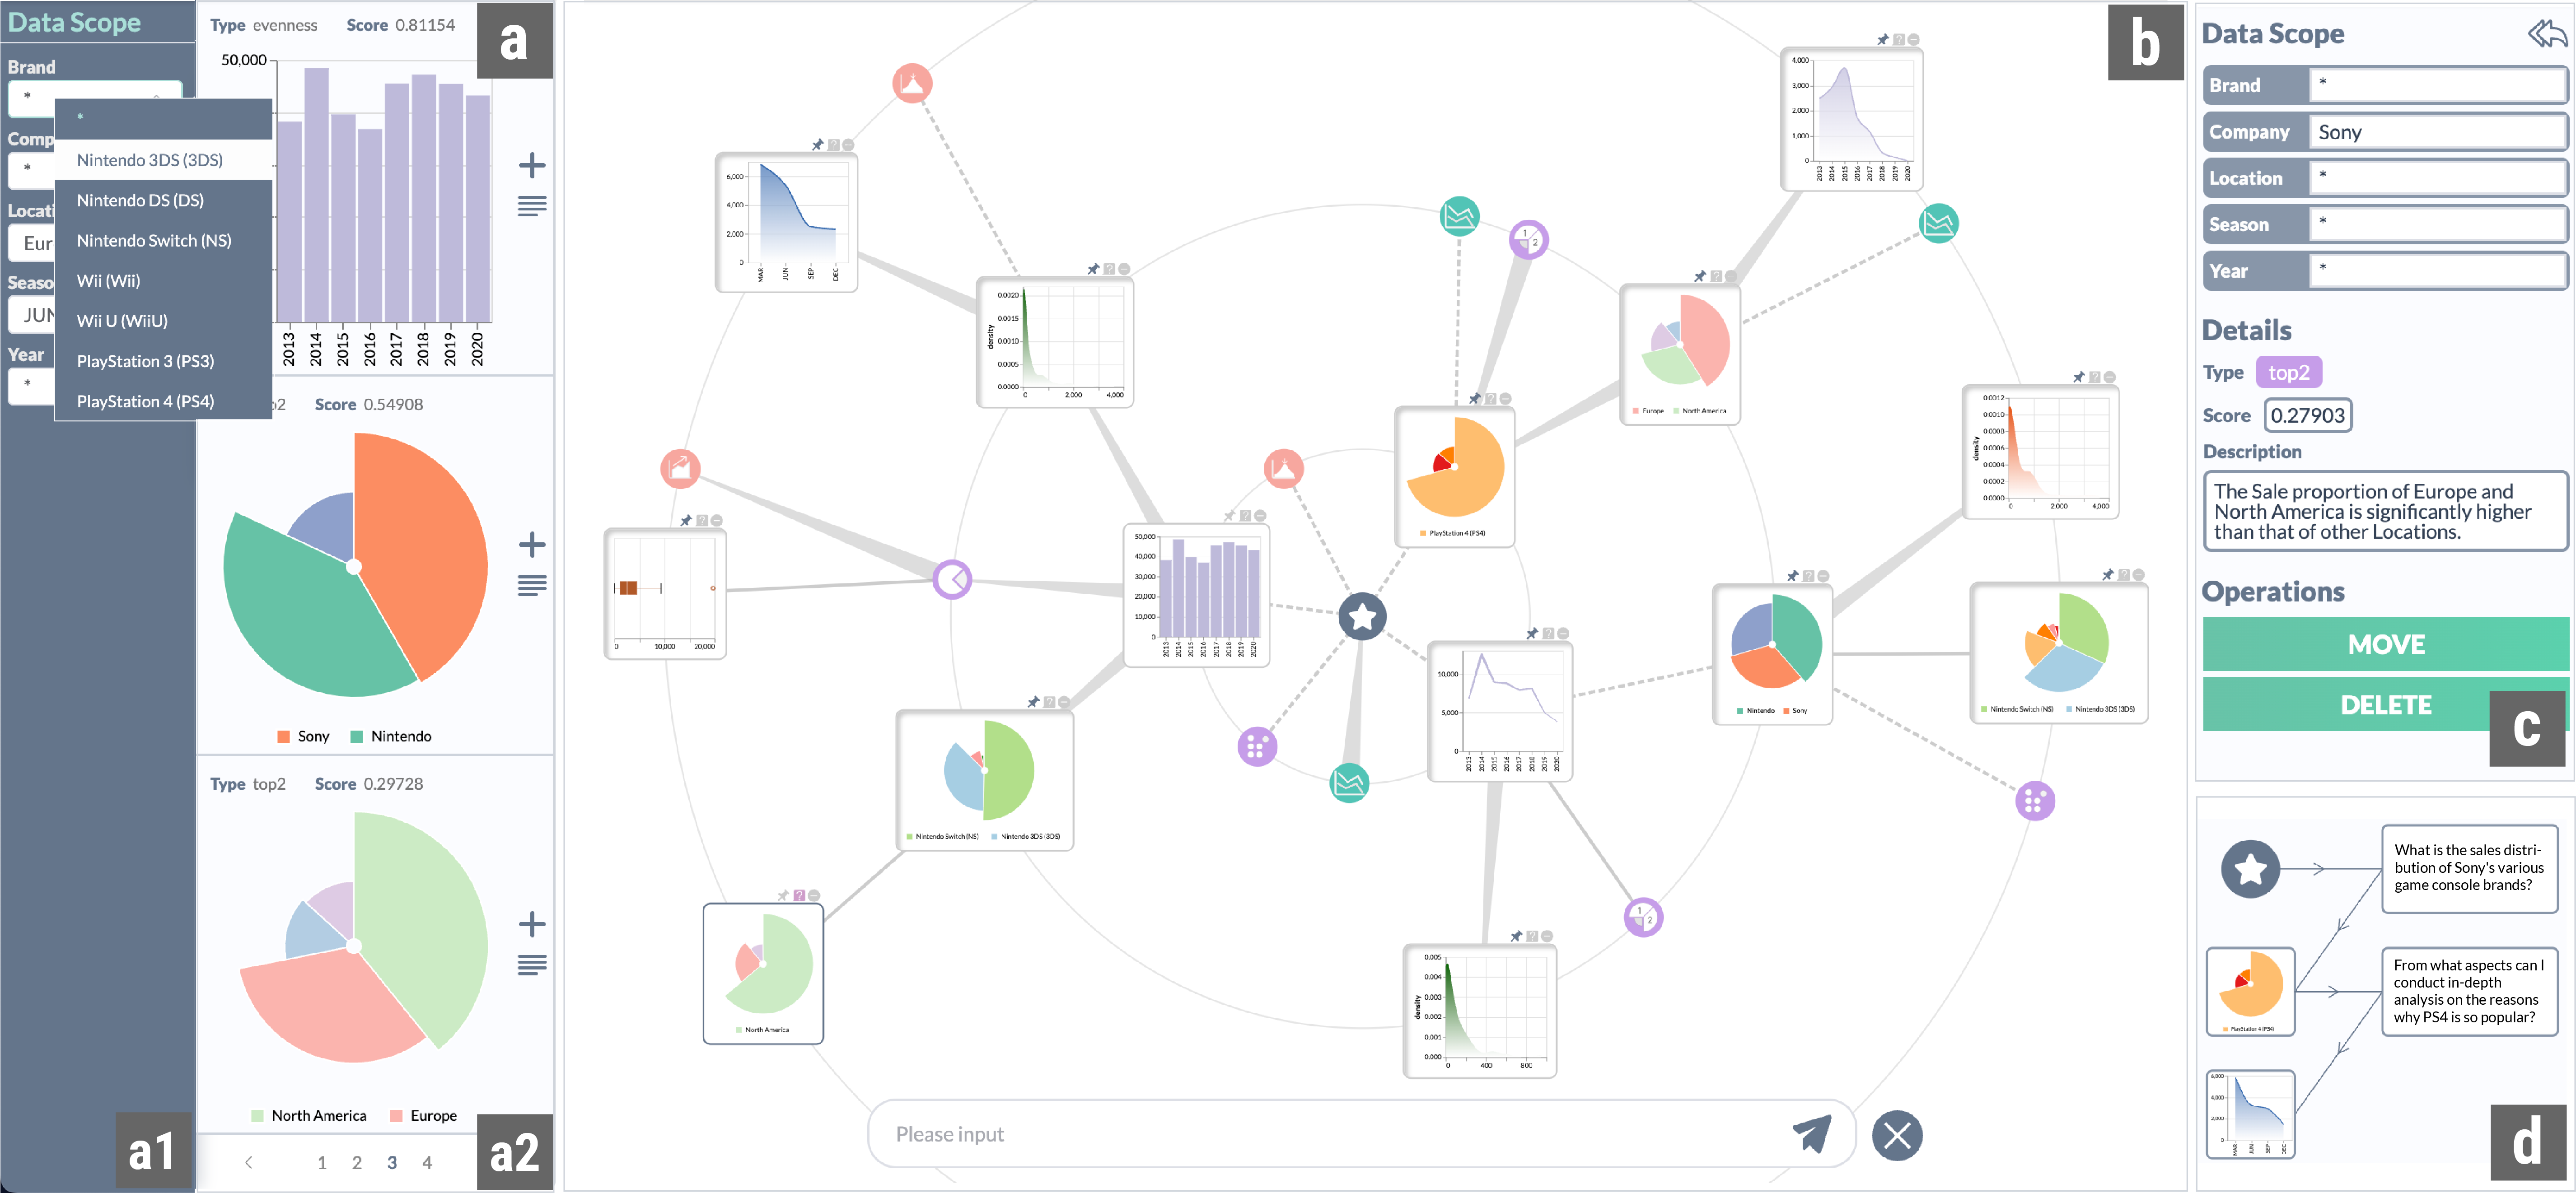 Data Scope
Brand
*
*
Nintendo 3DS (3DS)
Nintendo DS (DS)
Nintendo Switch (NS)
Wii (Wii)
Wii U (WiiU)
PlayStation 3 (PS3)
PlayStation 4 (PS4)
Comp
*
Locati
Eur
Seaso
JUN
Year
*
a1
Type evenness Score 0.81154
a
50,000
2013 2014 2015 2016 2017 2018 2019 2020
Score 0.54908
Sony Nintendo
Type top2 Score 0.29728
North America Europe
< 1 2 3 4
a2
b
4,000
3,000
2,000
1,000
0
2013 2014 2015 2016 2017 2018 2019 2020
6,000
4,000
2,000
0
MAR JUN SEP DEC
density
0.0020
0.0015
0.0010
0.0005
0.0000
0 2,000 4,000
1 2
Europe North America
PlayStation 4 (PS4)
density
0.0012
0.0010
0.0008
0.0006
0.0004
0.0002
0.0000
0 2,000 4,000
0 10,000 20,000
50,000
40,000
30,000
20,000
10,000
0
2013 2014 2015 2016 2017 2018 2019 2020
10,000
5,000
0
2013 2014 2015 2016 2017 2018 2019 2020
Nintendo Sony
Nintendo Switch (NS) Nintendo 3DS (3DS)
Nintendo Switch (NS) Nintendo 3DS (3DS)
1 2
North America
density
0.005
0.004
0.003
0.002
0.001
0.000
0 400 800
Please input
Data Scope
Brand *
Company Sony
Location *
Season *
Year *
Details
Type top2
Score 0.27903
Description
The Sale proportion of Europe and
North America is significantly higher
than that of other Locations.
Operations
MOVE
DELETE
c
What is the sales distri-
bution of Sony's various
game console brands?
From what aspects can I
conduct in-depth
analysis on the reasons
why PS4 is so popular?
PlayStation 4 (PS4)
6,000
4,000
2,000
0
MAR JUN SEP DEC
d